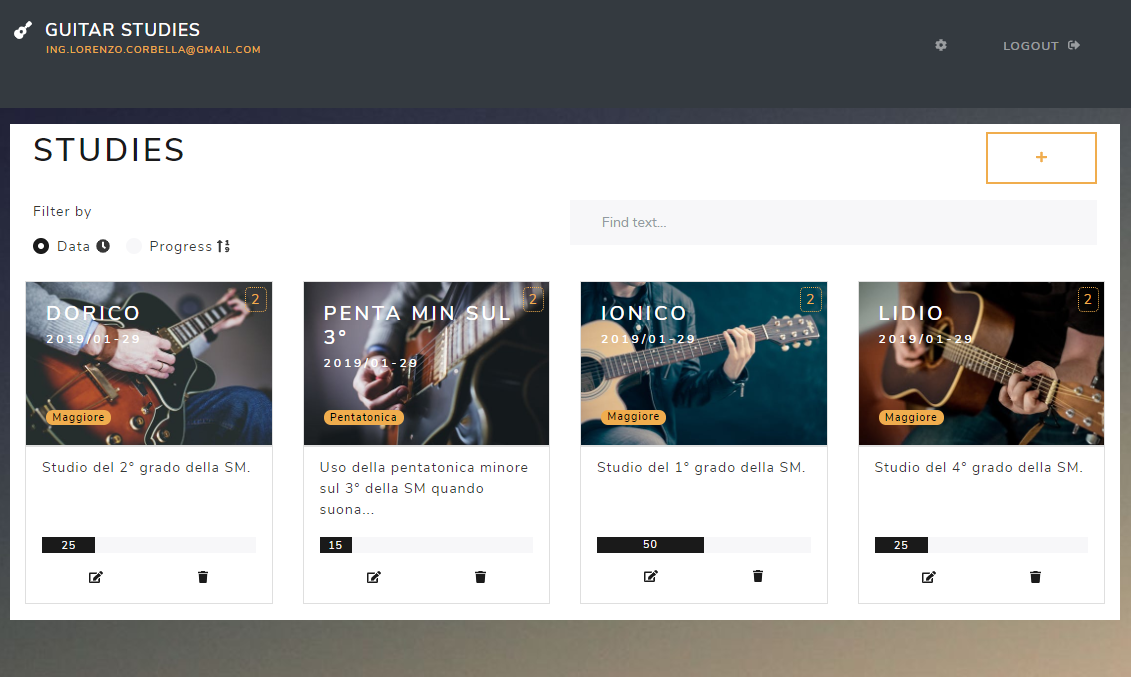 GUITAR STUDIES
ING.LORENZO.CORBELLA@GMAIL.COM
LOGOUT
STUDIES
+
Filter by
Find text...
Data
Progress
2
DORICO
2019/01-29
Maggiore
Studio del 2° grado della SM.
25
2
PENTA MIN SUL
3°
2019/01-29
Pentatonica
Uso della pentatonica minore
sul 3° della SM quando
suona...
15
2
IONICO
2019/01-29
Maggiore
Studio del 1° grado della SM.
50
2
LIDIO
2019/01-29
Maggiore
Studio del 4° grado della SM.
25